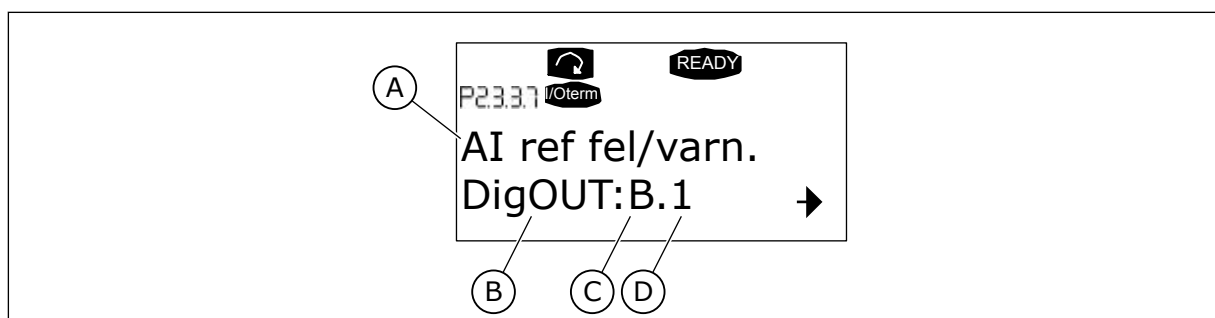 READY
P2.3.3.7 I/Oterm
A
AI ref fel/varn.
DigOUT:B.1
B C D